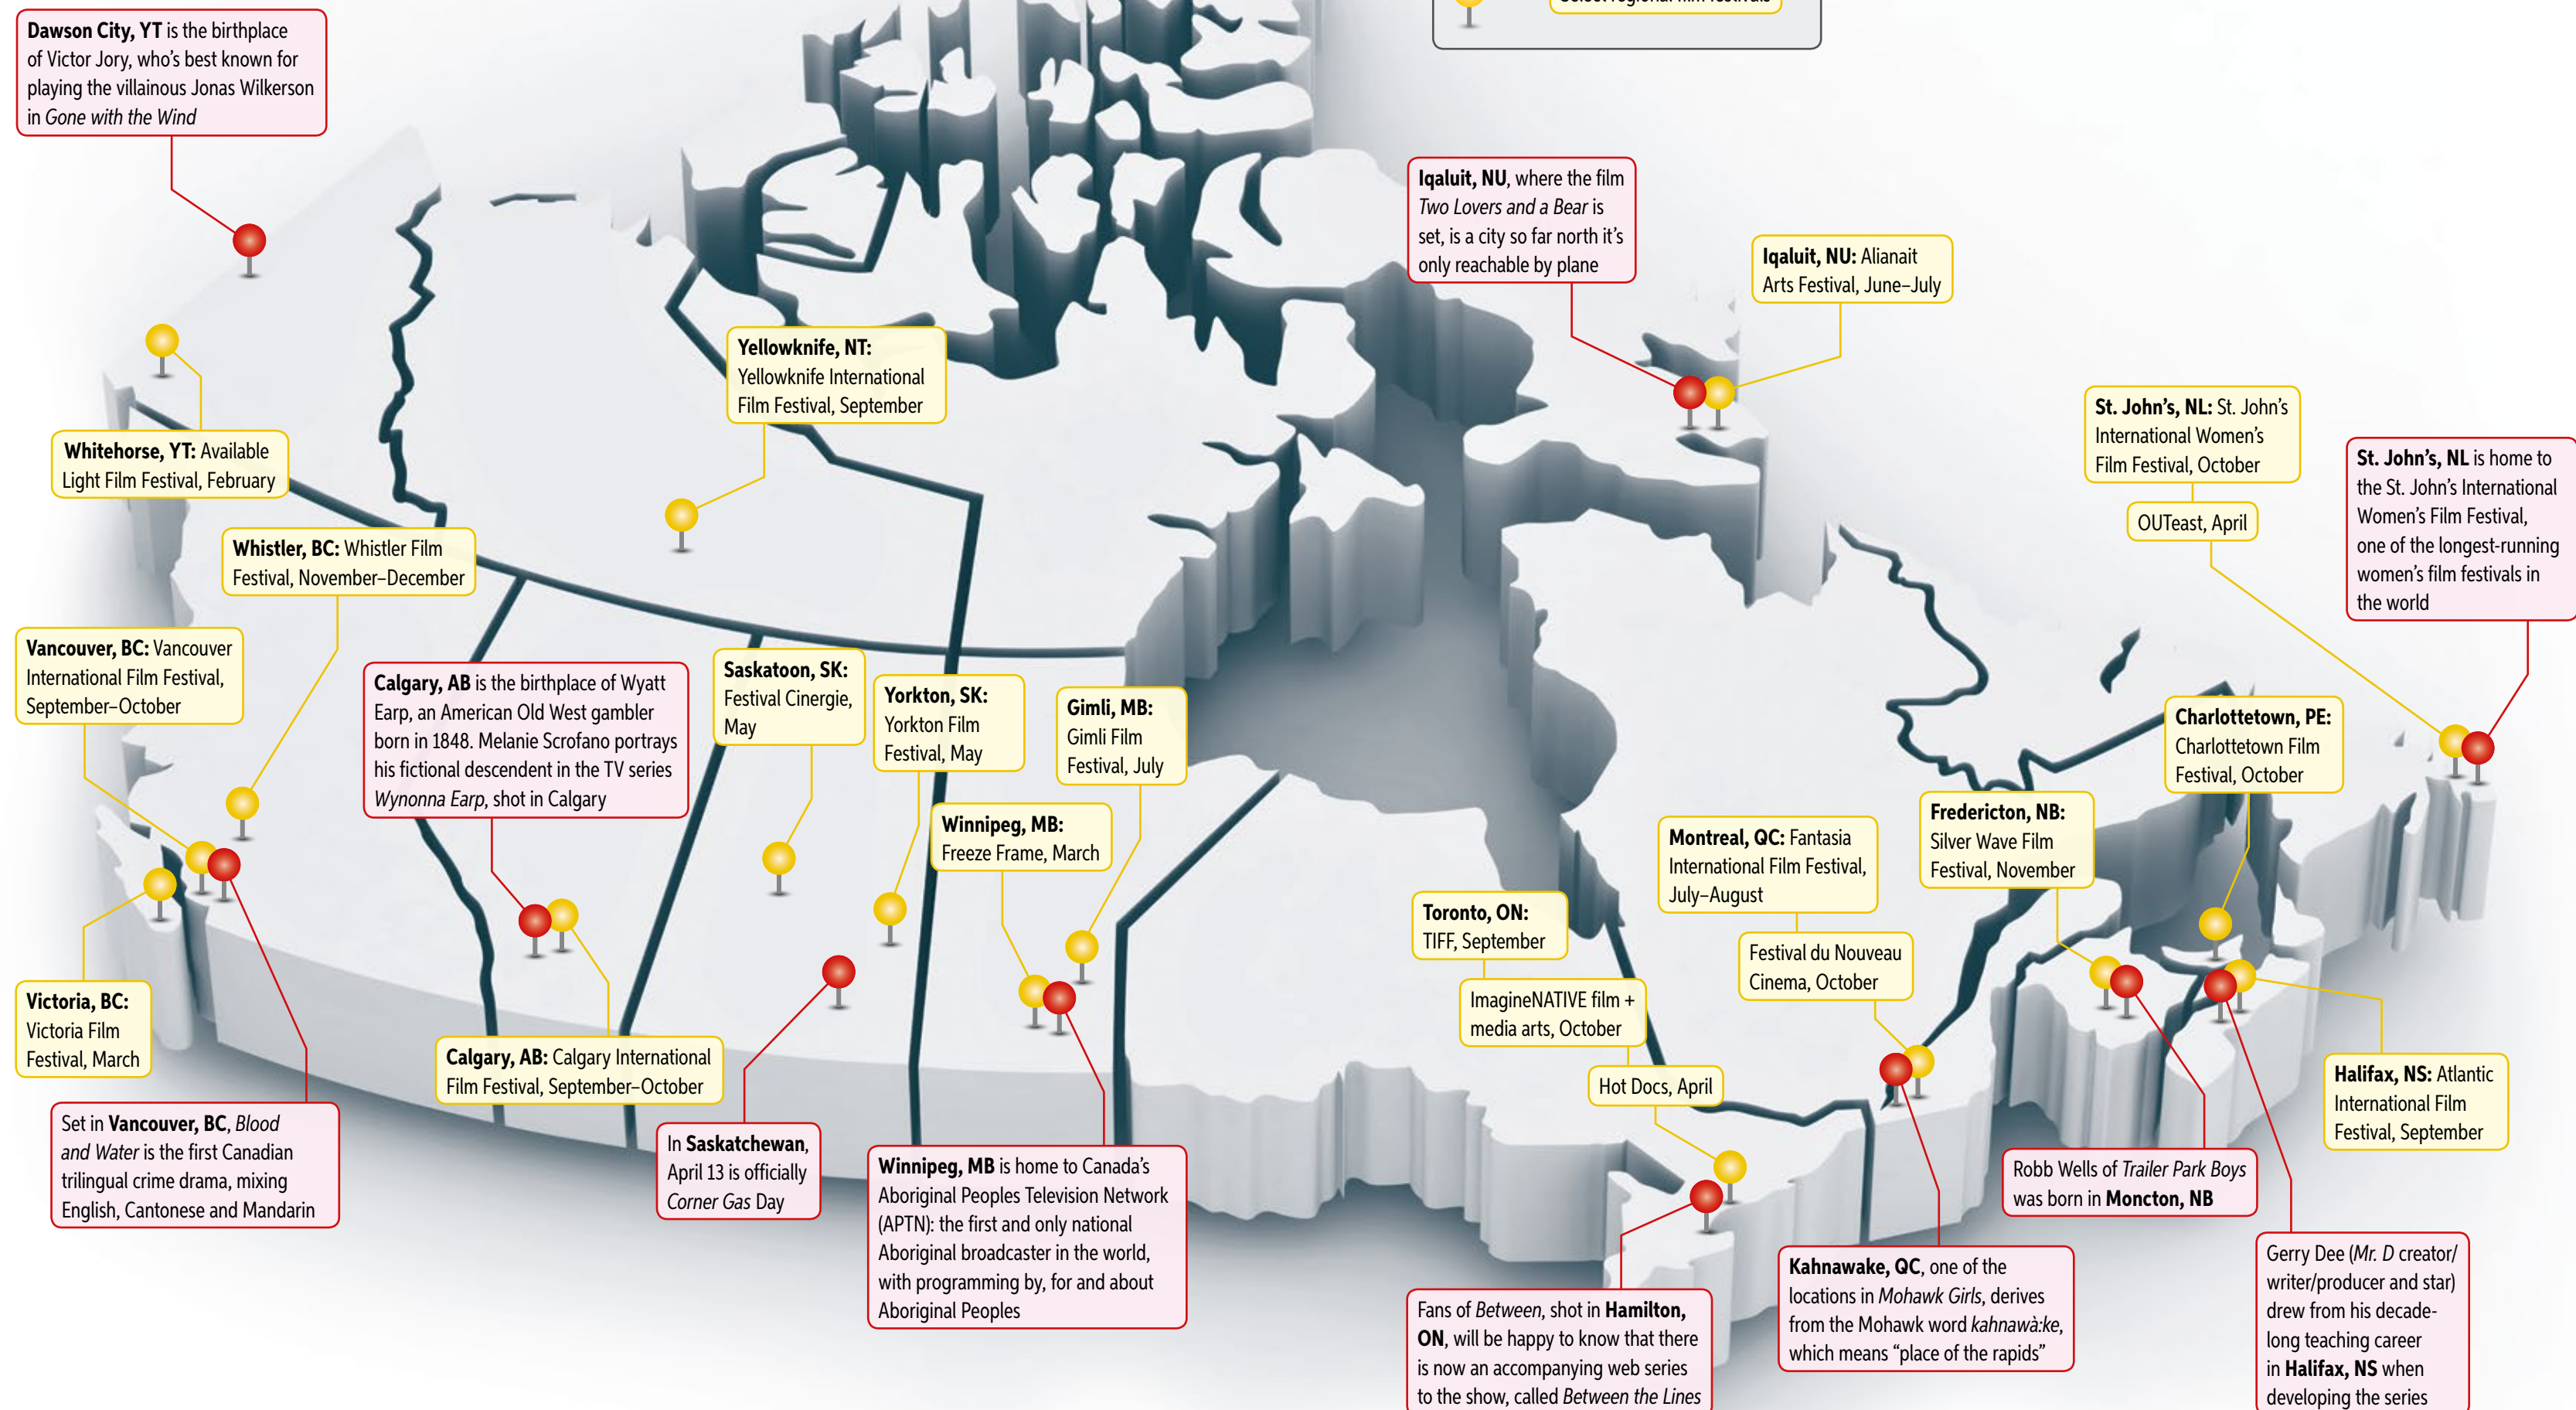 Select regional film festivals
Dawson City, YT is the birthplace
of Victor Jory, who's best known for
playing the villainous Jonas Wilkerson
in Gone with the Wind
Iqaluit, NU, where the film
Two Lovers and a Bear is
set, is a city so far north it's
only reachable by plane
Iqaluit, NU: Alianait
Arts Festival, June–July
Yellowknife, NT:
Yellowknife International
Film Festival, September
St. John's, NL: St. John's
International Women's
Film Festival, October
OUTeast, April
St. John's, NL is home to
the St. John's International
Women's Film Festival,
one of the longest-running
women's film festivals in
the world
Whitehorse, YT: Available
Light Film Festival, February
Whistler, BC: Whistler Film
Festival, November–December
Vancouver, BC: Vancouver
International Film Festival,
September–October
Calgary, AB is the birthplace of Wyatt
Earp, an American Old West gambler
born in 1848. Melanie Scrofano portrays
his fictional descendent in the TV series
Wynonna Earp, shot in Calgary
Saskatoon, SK:
Festival Cinergie,
May
Yorkton, SK:
Yorkton Film
Festival, May
Gimli, MB:
Gimli Film
Festival, July
Winnipeg, MB:
Freeze Frame, March
Charlottetown, PE:
Charlottetown Film
Festival, October
Fredericton, NB:
Silver Wave Film
Festival, November
Montreal, QC: Fantasia
International Film Festival,
July–August
Festival du Nouveau
Cinema, October
Toronto, ON:
TIFF, September
ImagineNATIVE film +
media arts, October
Hot Docs, April
Victoria, BC:
Victoria Film
Festival, March
Calgary, AB: Calgary International
Film Festival, September–October
Halifax, NS: Atlantic
International Film
Festival, September
Set in Vancouver, BC, Blood
and Water is the first Canadian
trilingual crime drama, mixing
English, Cantonese and Mandarin
In Saskatchewan,
April 13 is officially
Corner Gas Day
Winnipeg, MB is home to Canada's
Aboriginal Peoples Television Network
(APTN): the first and only national
Aboriginal broadcaster in the world,
with programming by, for and about
Aboriginal Peoples
Robb Wells of Trailer Park Boys
was born in Moncton, NB
Fans of Between, shot in Hamilton,
ON, will be happy to know that there
is now an accompanying web series
to the show, called Between the Lines
Kahnawake, QC, one of the
locations in Mohawk Girls, derives
from the Mohawk word kahnawà:ke,
which means “place of the rapids”
Gerry Dee (Mr. D creator/
writer/producer and star)
drew from his decade-
long teaching career
in Halifax, NS when
developing the series